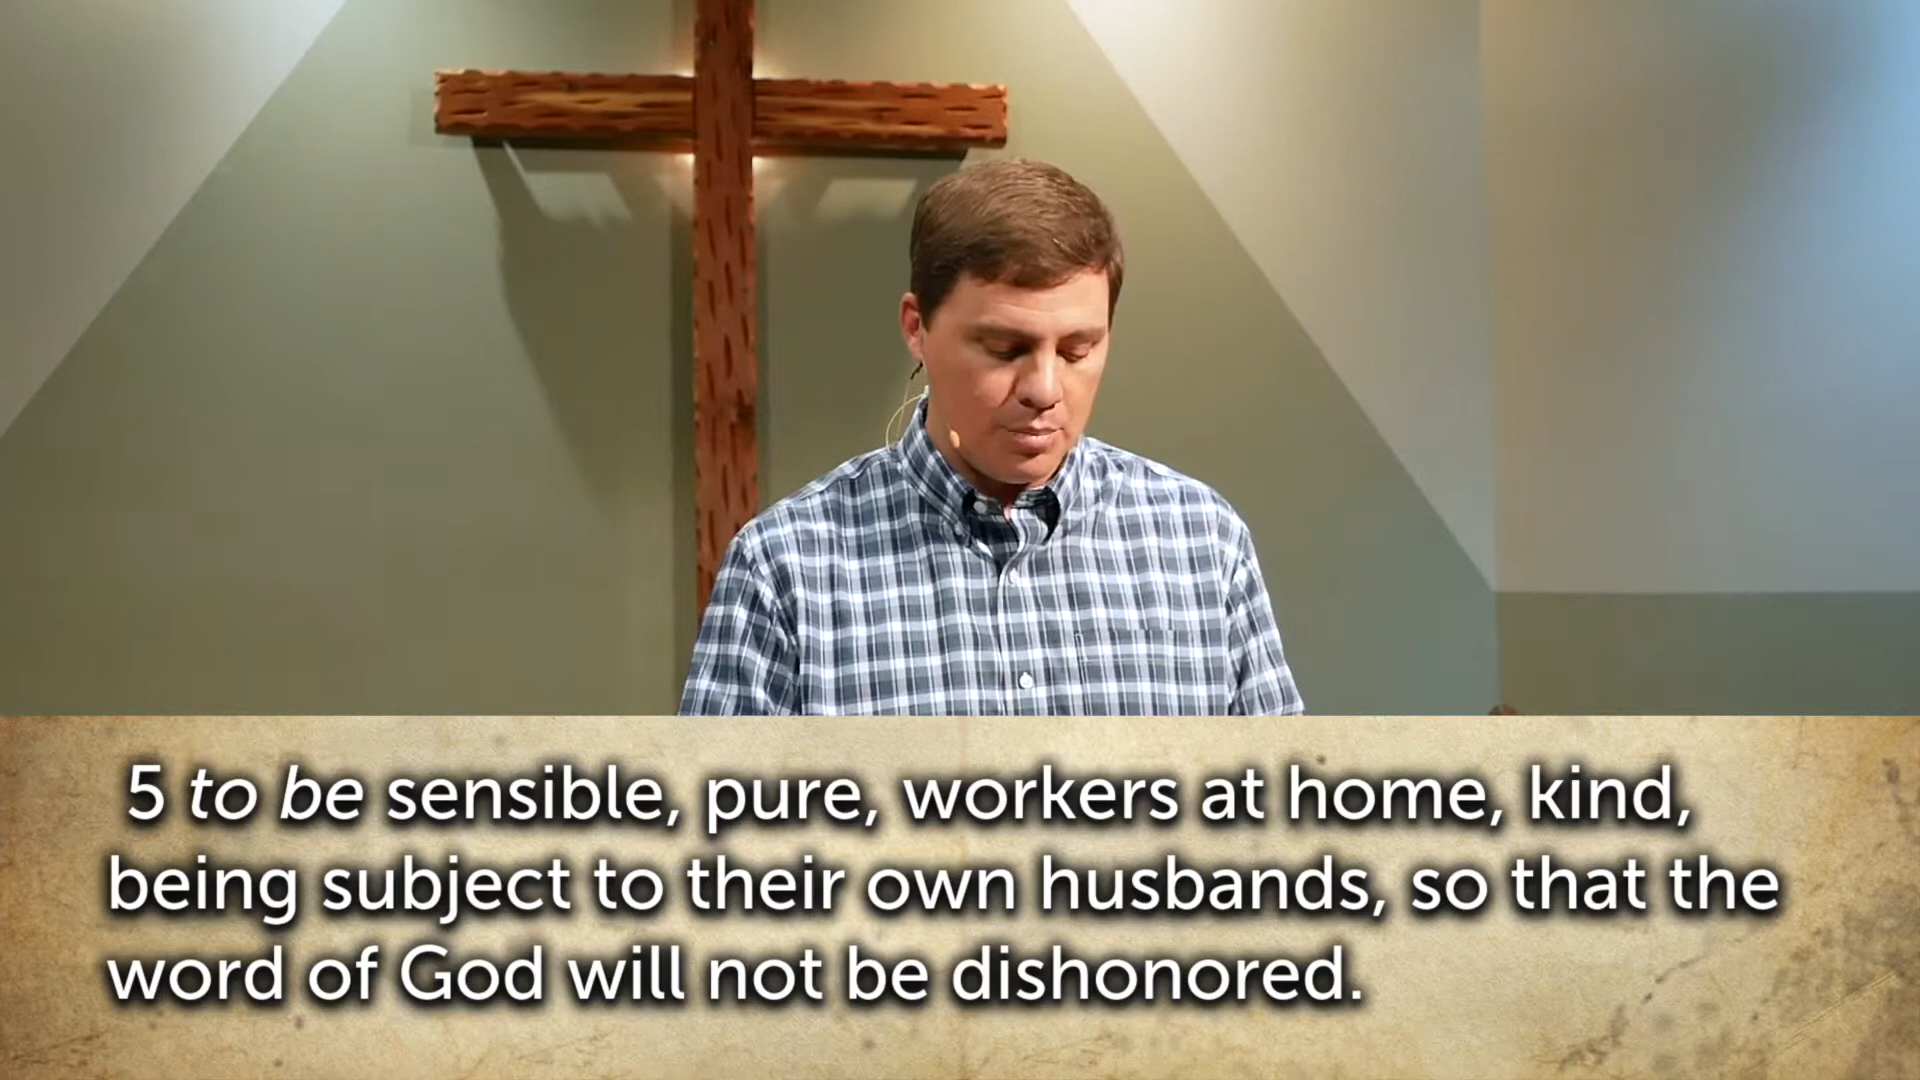 5 to be sensible, pure, workers at home, kind,
being subject to their own husbands, so that the
word of God will not be dishonored.